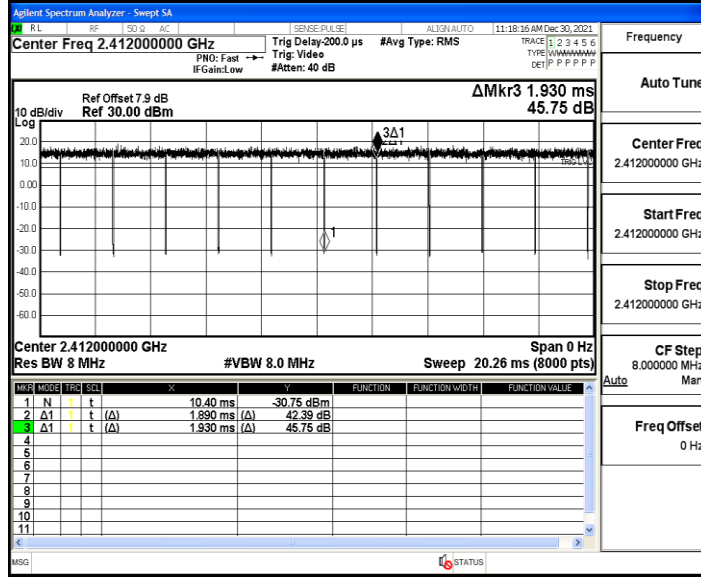 Agilent Spectrum Analyzer - Swept SA
RL RF 50 Ω AC SENSE:PULSE ALIGN AUTO 11:18:16 AM Dec 30, 2021
Center Freq 2.412000000 GHz
PNO: Fast
IFGain:Low
Trig Delay-200.0 µs
Trig: Video
#Atten: 40 dB
#Avg Type: RMS
TRACE 1 2 3 4 5 6
TYPE WWWWWW
DET P P P P P P
Ref Offset 7.9 dB
10 dB/div Ref 30.00 dBm
Log
ΔMkr3 1.930 ms
45.75 dB
20.0
10.0
0.00
-10.0
-20.0
-30.0
-40.0
-50.0
-60.0
3Δ1
2Δ1
TRIG LVL
1
Center 2.412000000 GHz Span 0 Hz
Res BW 8 MHz #VBW 8.0 MHz Sweep 20.26 ms (8000 pts)
MKR MODE TRC SCL X Y FUNCTION FUNCTION WIDTH FUNCTION VALUE
1 N 1 t 10.40 ms -30.75 dBm
2 Δ1 1 t (Δ) 1.890 ms (Δ) 42.39 dB
3 Δ1 1 t (Δ) 1.930 ms (Δ) 45.75 dB
4
5
6
7
8
9
10
11
MSG STATUS
Frequency
Auto Tune
Center Freq
2.412000000 GHz
Start Freq
2.412000000 GHz
Stop Freq
2.412000000 GHz
CF Step
8.000000 MHz
Auto Man
Freq Offset
0 Hz